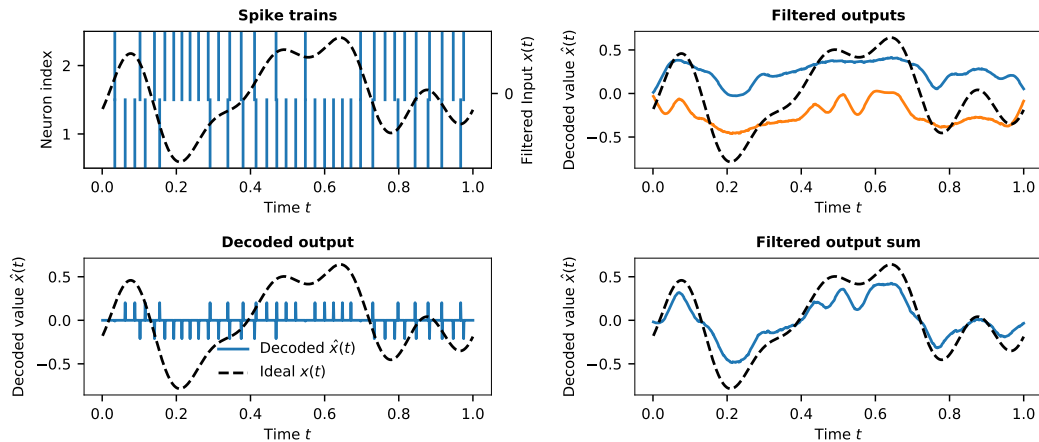 Spike trains
Neuron index
2
1
0
Filtered Input x(t)
0.0 0.2 0.4 0.6 0.8 1.0
Time t
Filtered outputs
Decoded value x̂(t)
0.5
0.0
−0.5
0.0 0.2 0.4 0.6 0.8 1.0
Time t
Decoded output
Decoded value x̂(t)
0.5
0.0
−0.5
Decoded x̂(t)
Ideal x(t)
0.0 0.2 0.4 0.6 0.8 1.0
Time t
Filtered output sum
Decoded value x̂(t)
0.5
0.0
−0.5
0.0 0.2 0.4 0.6 0.8 1.0
Time t